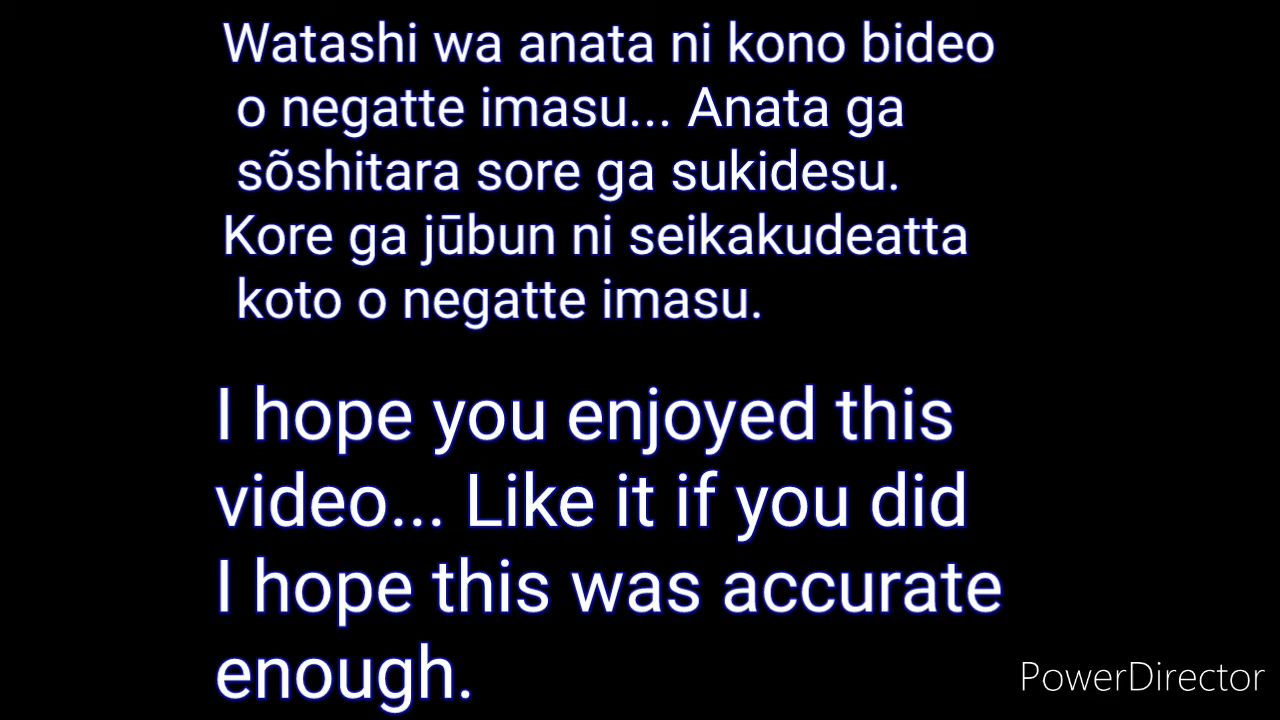 Watashi wa anata ni kono bideo
o negatte imasu... Anata ga
sõshitara sore ga sukidesu.
Kore ga jūbun ni seikakudeatta
koto o negatte imasu.
I hope you enjoyed this
video... Like it if you did
I hope this was accurate
enough.
PowerDirector